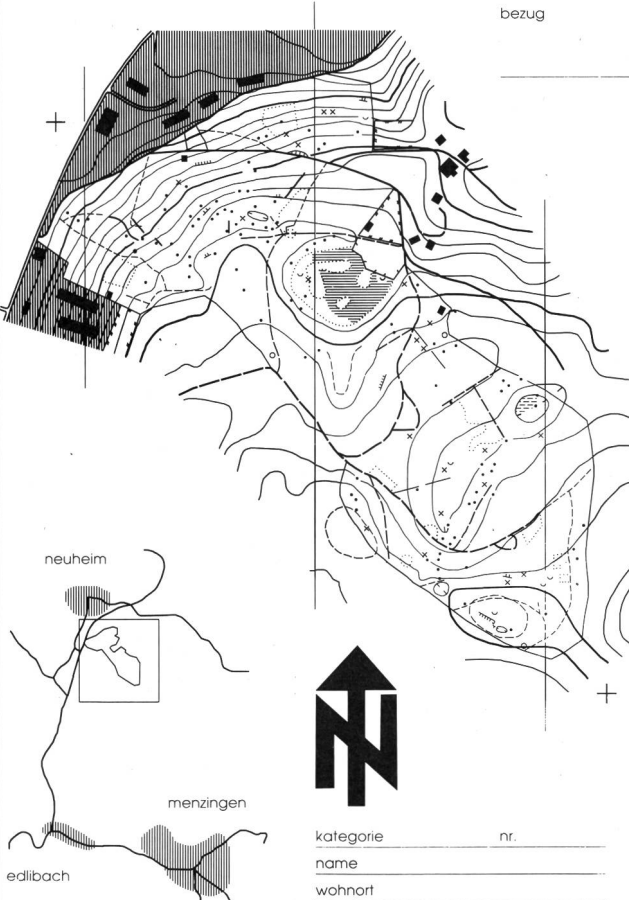 bezug
neuheim
N
menzingen
edlibach
kategorie nr.
name
wohnort